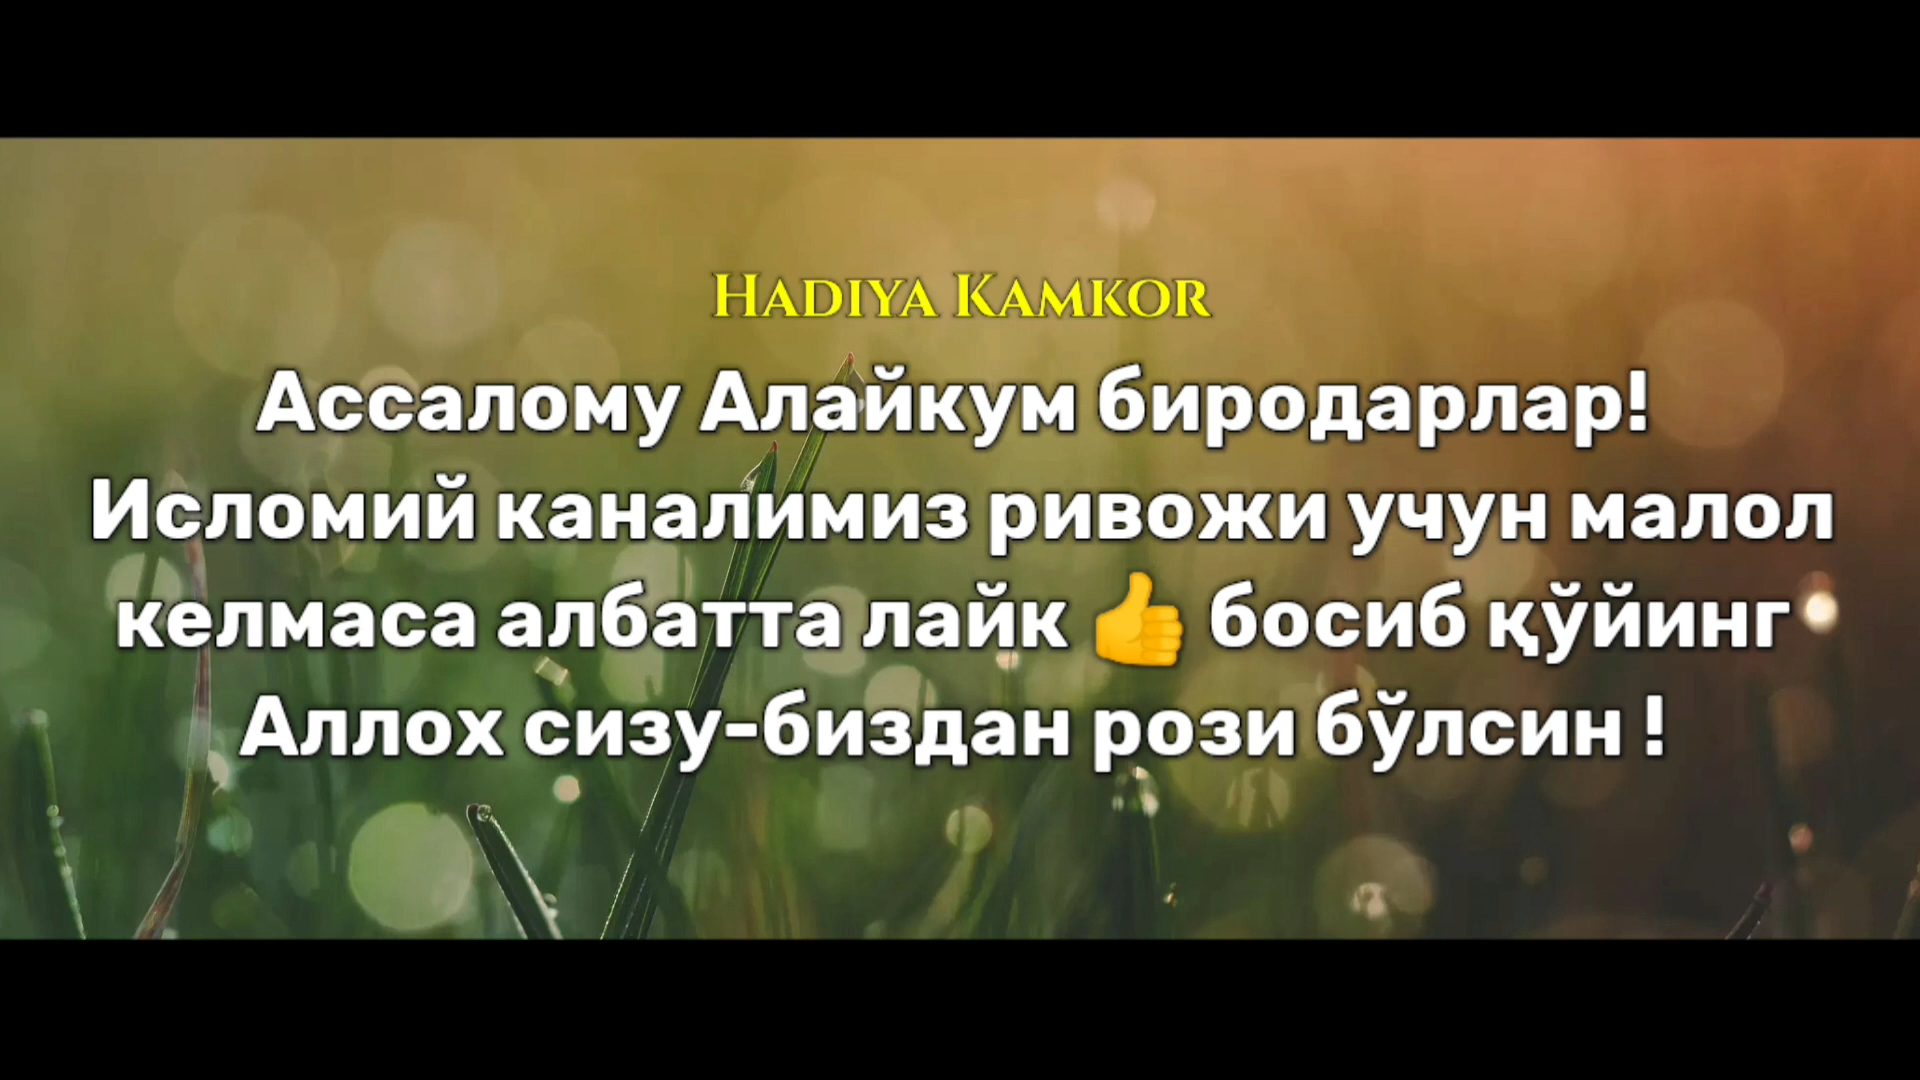 Hadiya Kamkor
Ассалому Алайкум биродарлар!
Исломий каналимиз ривожи учун малол
келмаса албатта лайк 👍 босиб қўйинг
Аллох сизу-биздан рози бўлсин !